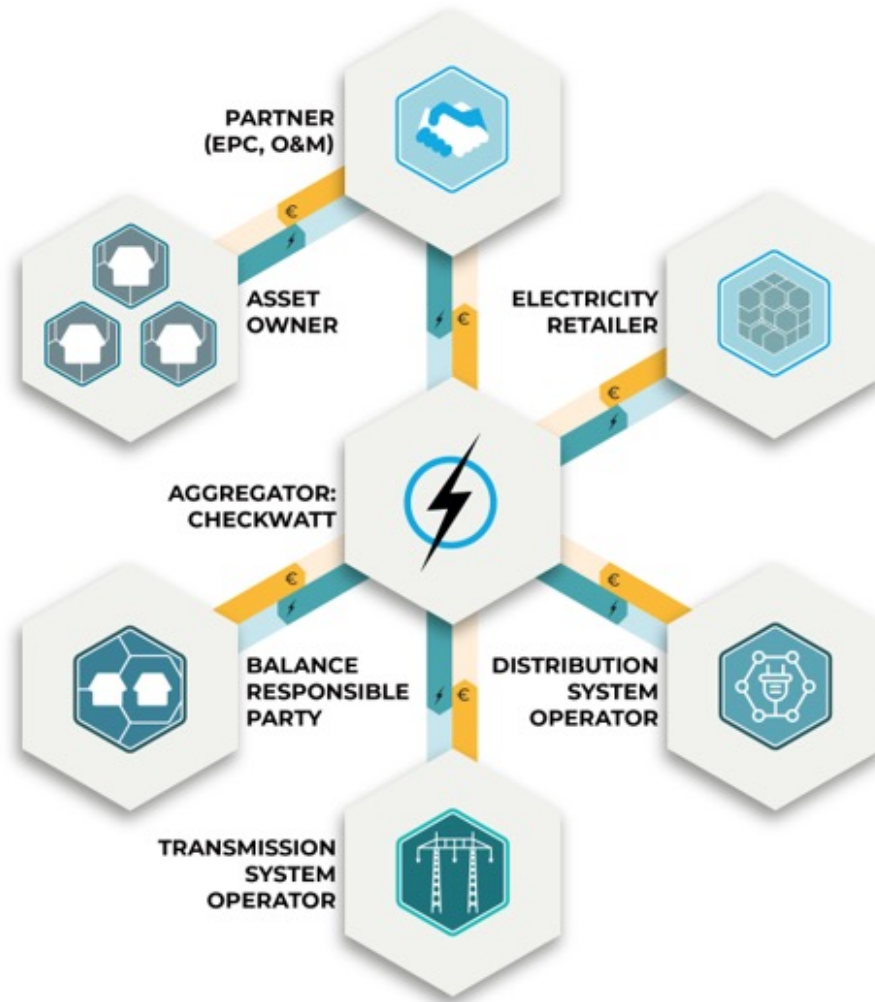 PARTNER
(EPC, O&M)
€
ASSET
OWNER
ELECTRICITY
RETAILER
€
€
AGGREGATOR:
CHECKWATT
€
€
BALANCE
RESPONSIBLE
PARTY
DISTRIBUTION
SYSTEM
OPERATOR
€
TRANSMISSION
SYSTEM
OPERATOR